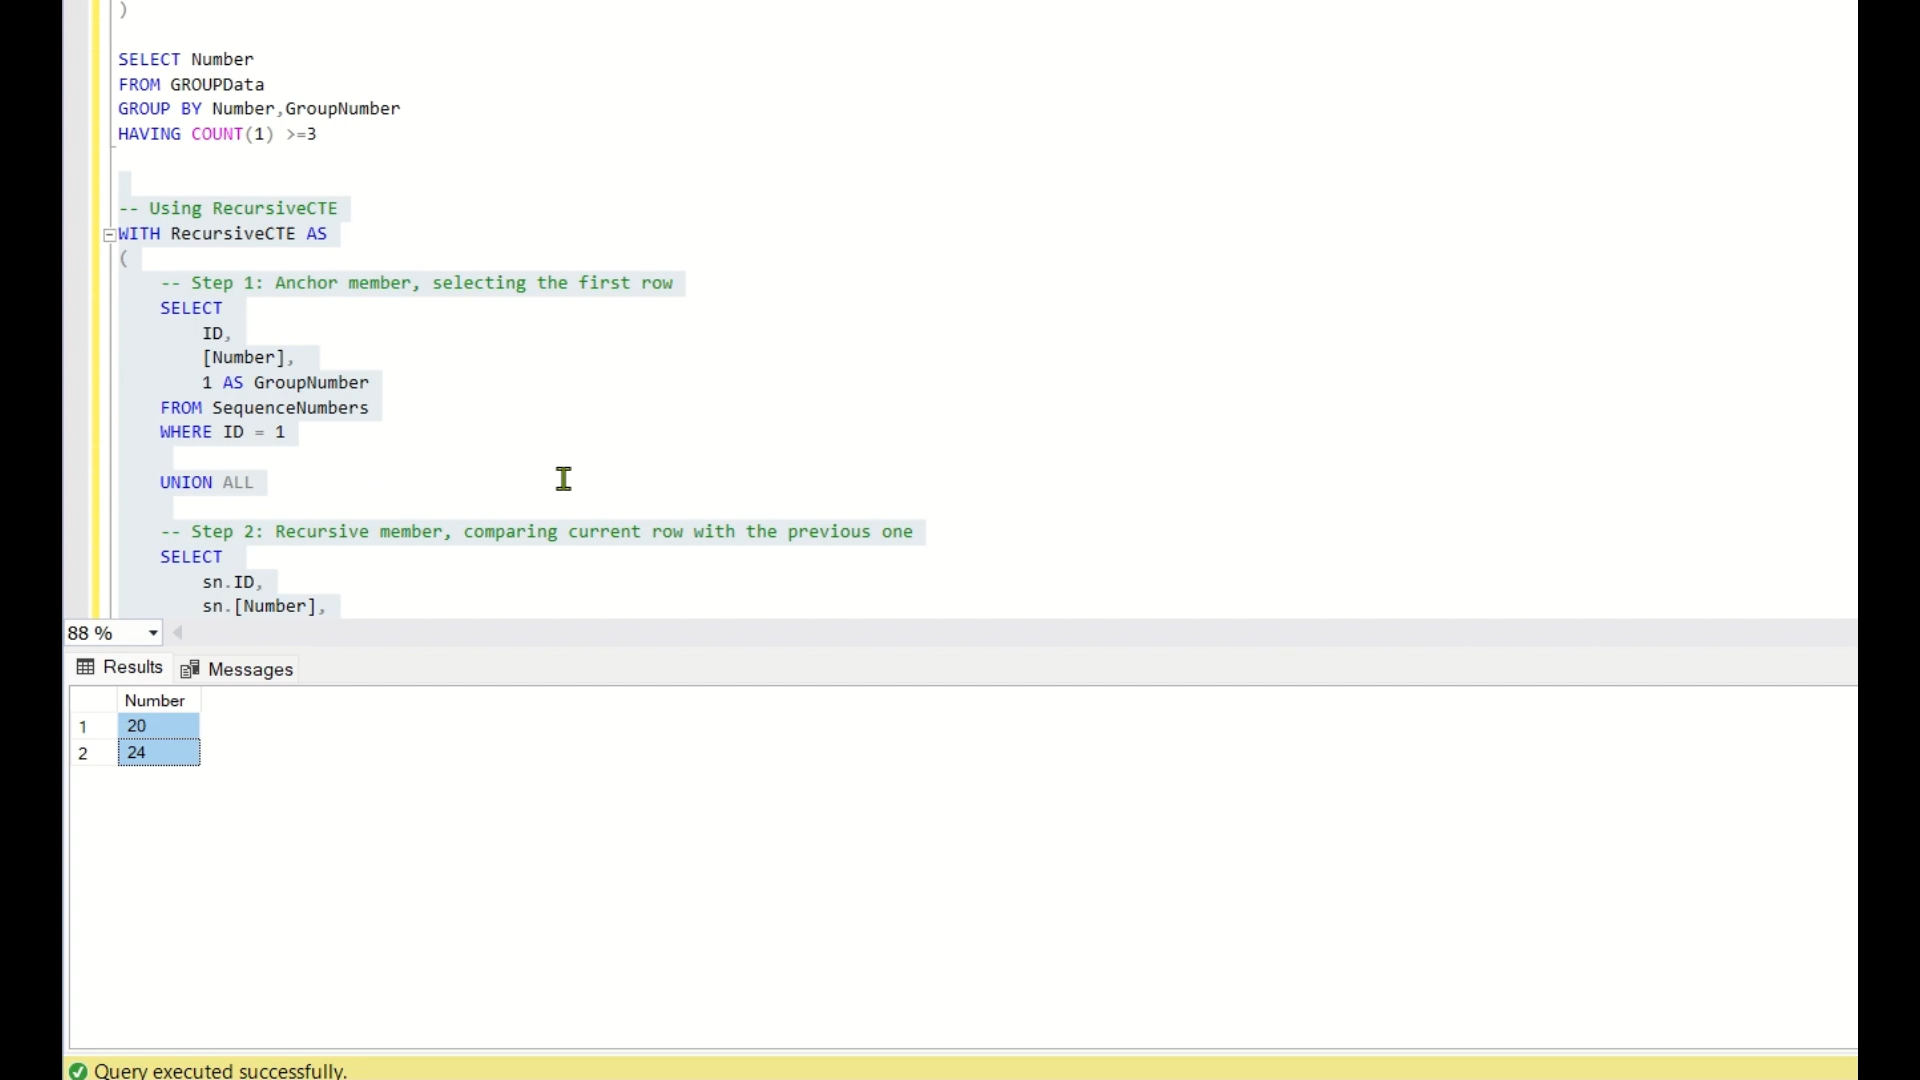 )
SELECT Number
FROM GROUPData
GROUP BY Number,GroupNumber
HAVING COUNT(1) >=3
-- Using RecursiveCTE
WITH RecursiveCTE AS
(
-- Step 1: Anchor member, selecting the first row
SELECT
ID,
[Number],
1 AS GroupNumber
FROM SequenceNumbers
WHERE ID = 1
UNION ALL
-- Step 2: Recursive member, comparing current row with the previous one
SELECT
sn.ID,
sn.[Number],
88 %
Results Messages
Number
1 20
2 24
Query executed successfully.